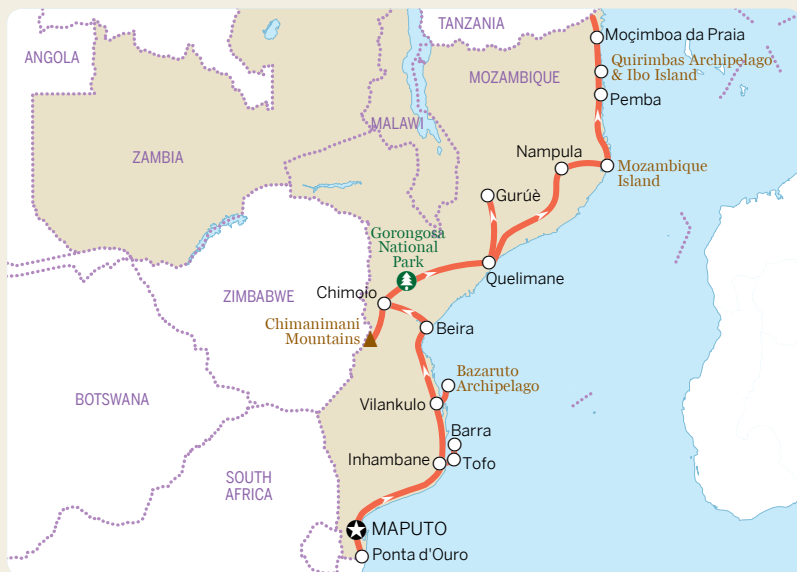 TANZANIA
Moçimboa da Praia
ANGOLA
Quirimbas Archipelago
& Ibo Island
MOZAMBIQUE
Pemba
MALAWI
ZAMBIA
Nampula
Mozambique
Island
Gurúè
Gorongosa
National
Park
Quelimane
ZIMBABWE
Chimoio
Chimanimani
Mountains
Beira
Bazaruto
Archipelago
BOTSWANA
Vilankulo
Barra
Inhambane
Tofo
SOUTH
AFRICA
MAPUTO
Ponta d'Ouro